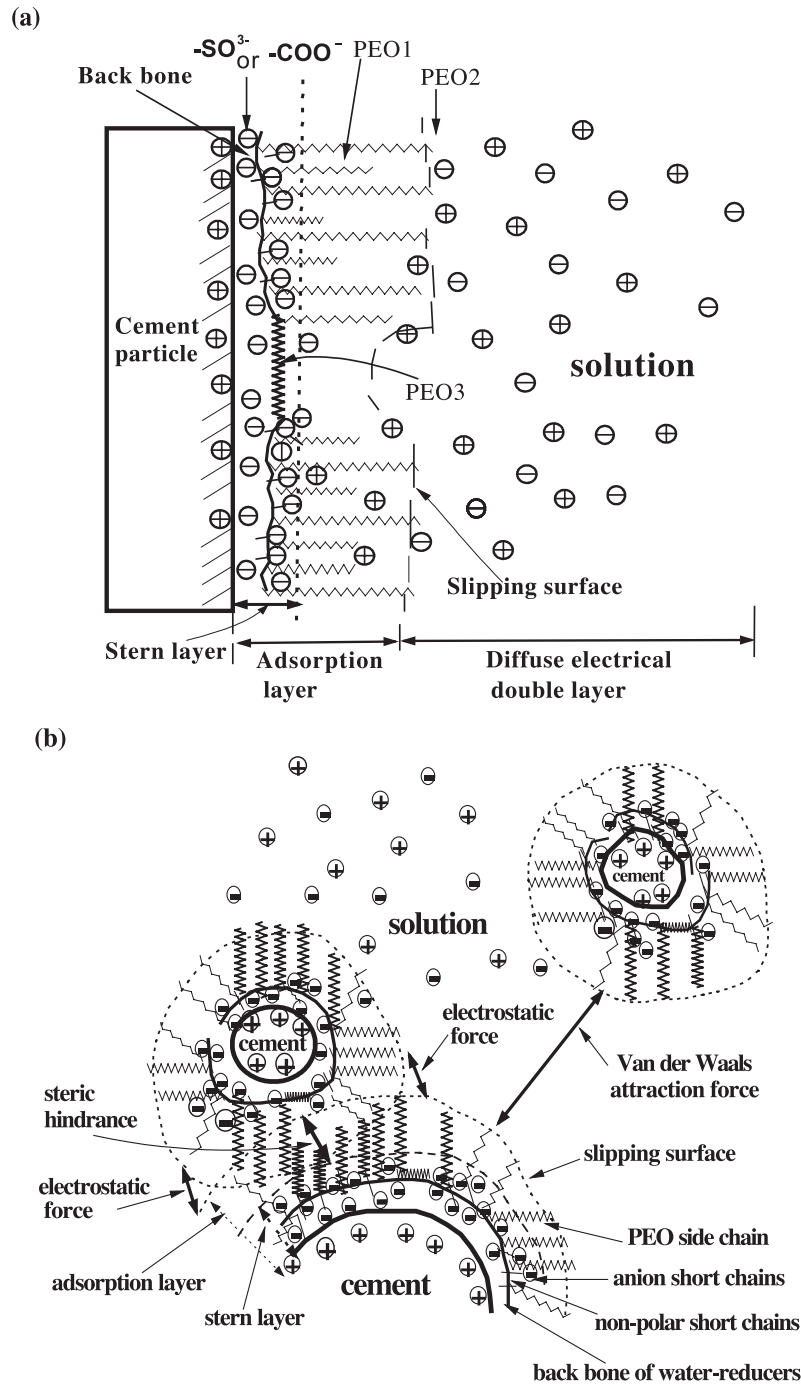 (a)
-SO³⁻ or -COO⁻
PEO1
Back bone
PEO2
Cement
particle
solution
PEO3
Slipping surface
Stern layer
Adsorption
layer
Diffuse electrical
double layer
(b)
cement
solution
electrostatic
force
cement
Van der Waals
attraction force
steric
hindrance
slipping surface
electrostatic
force
PEO side chain
adsorption layer
cement
anion short chains
stern layer
non-polar short chains
back bone of water-reducers